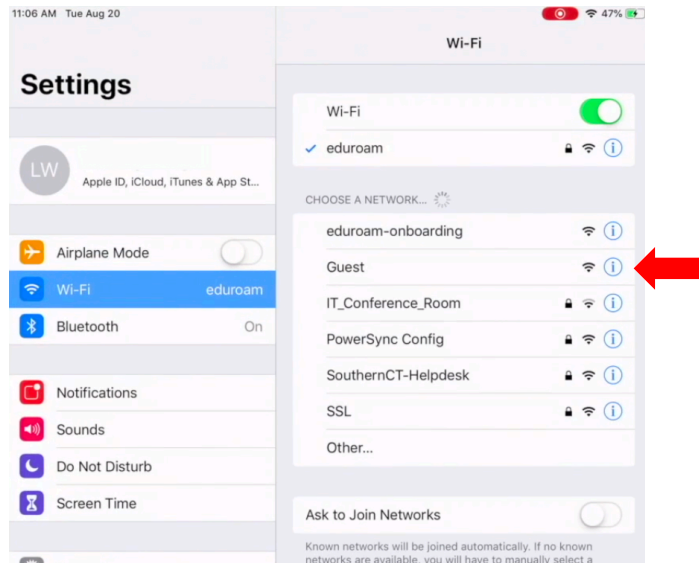 11:06 AM Tue Aug 20
47%
Settings
LW
Apple ID, iCloud, iTunes & App St...
Airplane Mode
Wi-Fi eduroam
Bluetooth On
Notifications
Sounds
Do Not Disturb
Screen Time
Wi-Fi
Wi-Fi
eduroam
CHOOSE A NETWORK...
eduroam-onboarding
Guest
IT_Conference_Room
PowerSync Config
SouthernCT-Helpdesk
SSL
Other...
Ask to Join Networks
Known networks will be joined automatically. If no known
networks are available, you will have to manually select a